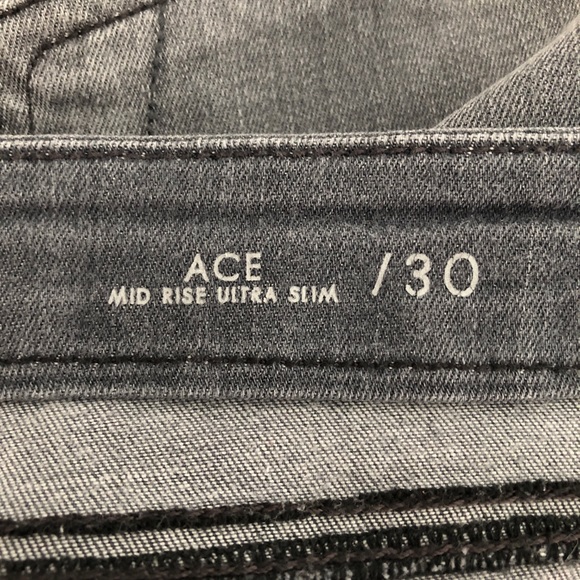 ACE /30
MID RISE ULTRA SLIM